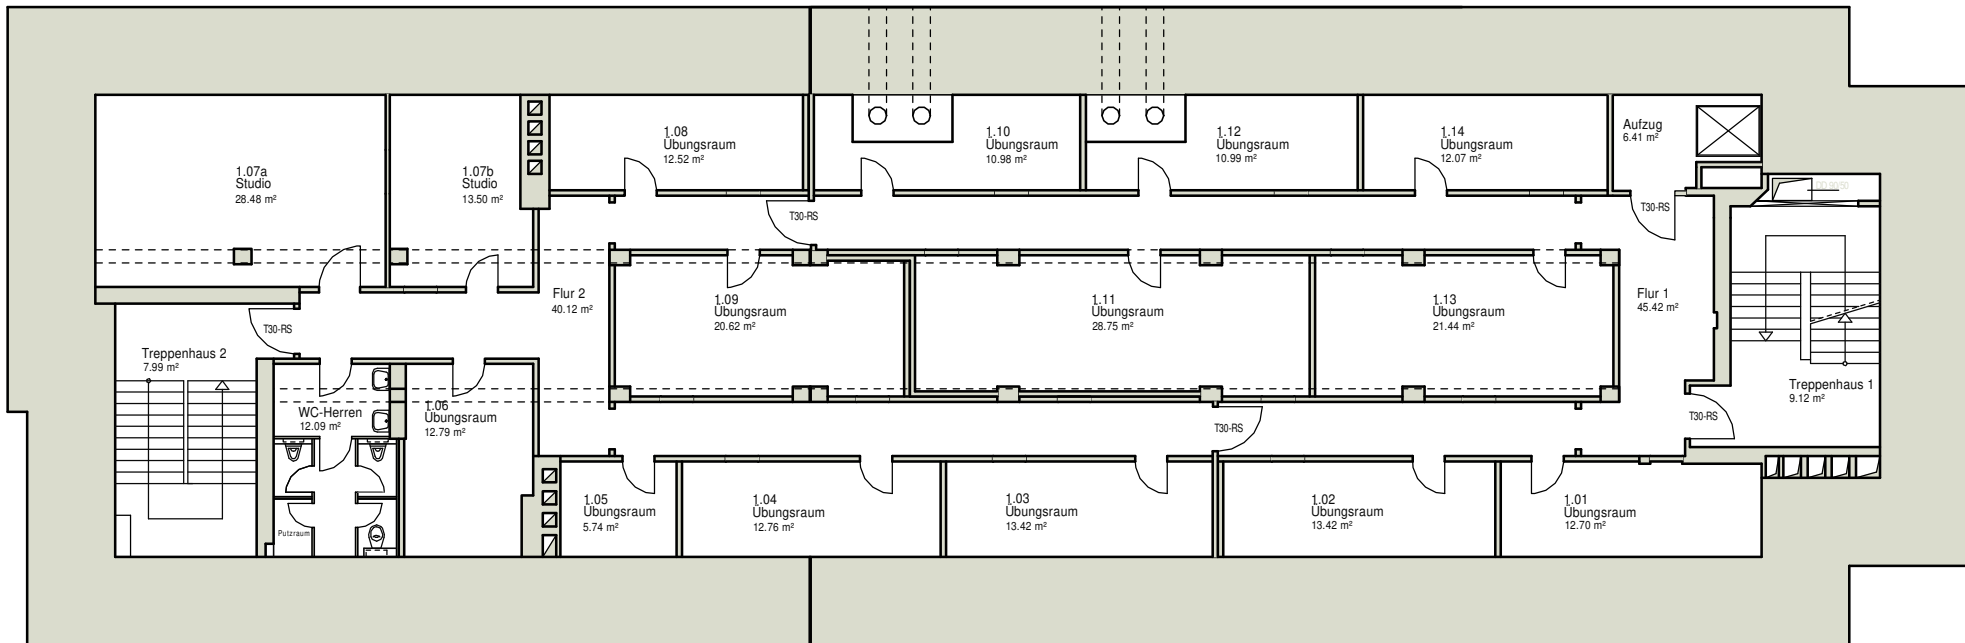 1.07a
Studio
28.48 m²
1.07b
Studio
13.50 m²
1.08
Übungsraum
12.52 m²
1.10
Übungsraum
10.98 m²
1.12
Übungsraum
10.99 m²
1.14
Übungsraum
12.07 m²
Aufzug
6.41 m²
T30-RS
T30-RS
Flur 2
40.12 m²
1.09
Übungsraum
20.62 m²
1.11
Übungsraum
28.75 m²
1.13
Übungsraum
21.44 m²
Flur 1
45.42 m²
T30-RS
Treppenhaus 2
7.99 m²
Treppenhaus 1
9.12 m²
WC-Herren
12.09 m²
1.06
Übungsraum
12.79 m²
T30-RS
T30-RS
1.05
Übungsraum
5.74 m²
1.04
Übungsraum
12.76 m²
1.03
Übungsraum
13.42 m²
1.02
Übungsraum
13.42 m²
1.01
Übungsraum
12.70 m²
Putzraum